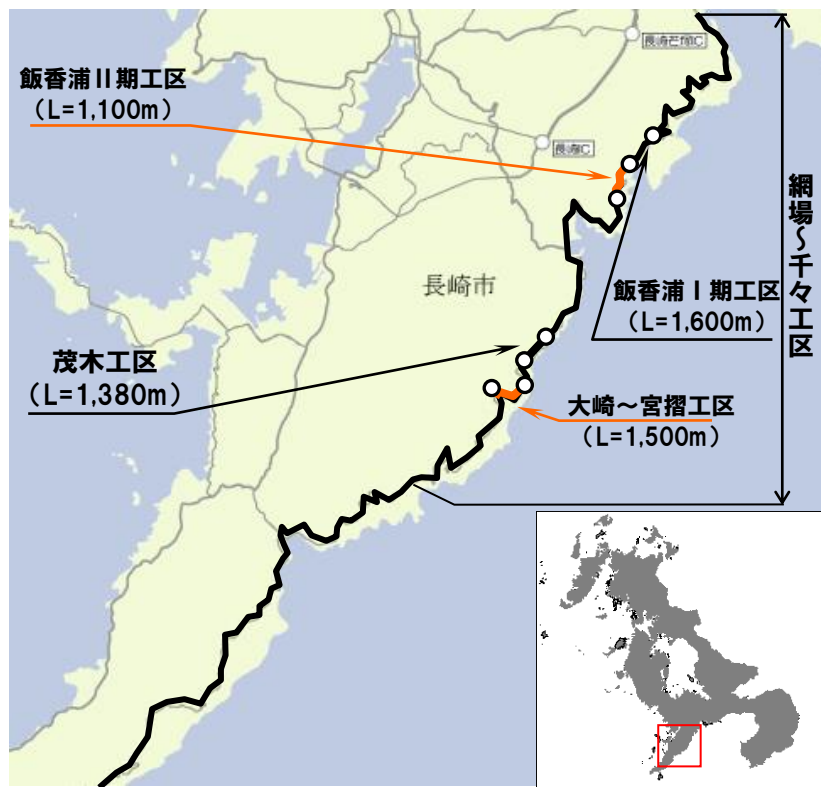 長崎芒塚IC
飯香浦Ⅱ期工区
（L=1,100m）
網場～千々工区
長崎IC
長崎市
飯香浦Ⅰ期工区
（L=1,600m）
茂木工区
（L=1,380m）
大崎～宮摺工区
（L=1,500m）